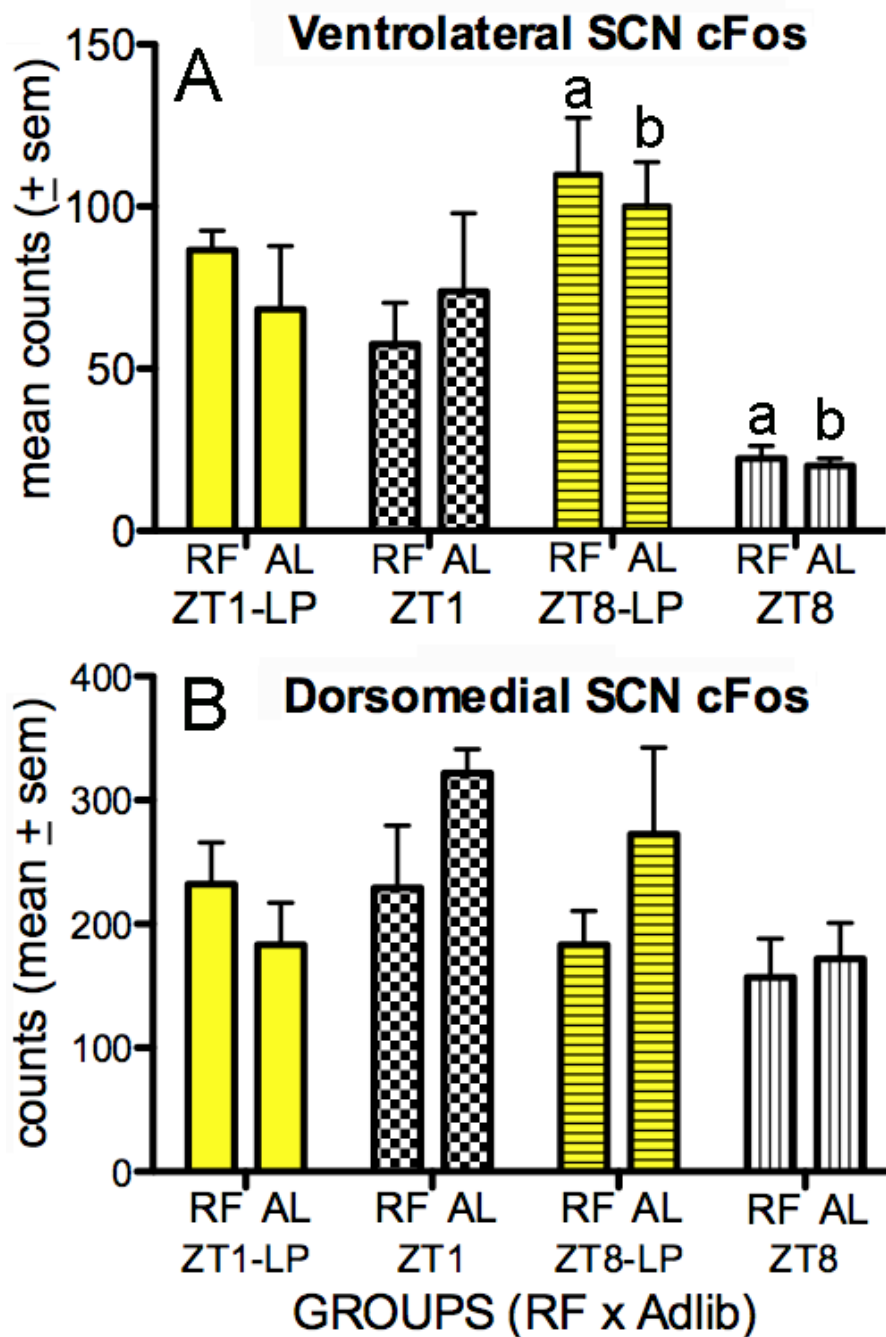 Ventrolateral SCN cFos
A
mean counts (± sem)
150
100
50
0
a
b
a
b
RF AL RF AL RF AL RF AL
ZT1-LP ZT1 ZT8-LP ZT8
Dorsomedial SCN cFos
B
counts (mean ± sem)
400
300
200
100
0
RF AL RF AL RF AL RF AL
ZT1-LP ZT1 ZT8-LP ZT8
GROUPS (RF x Adlib)